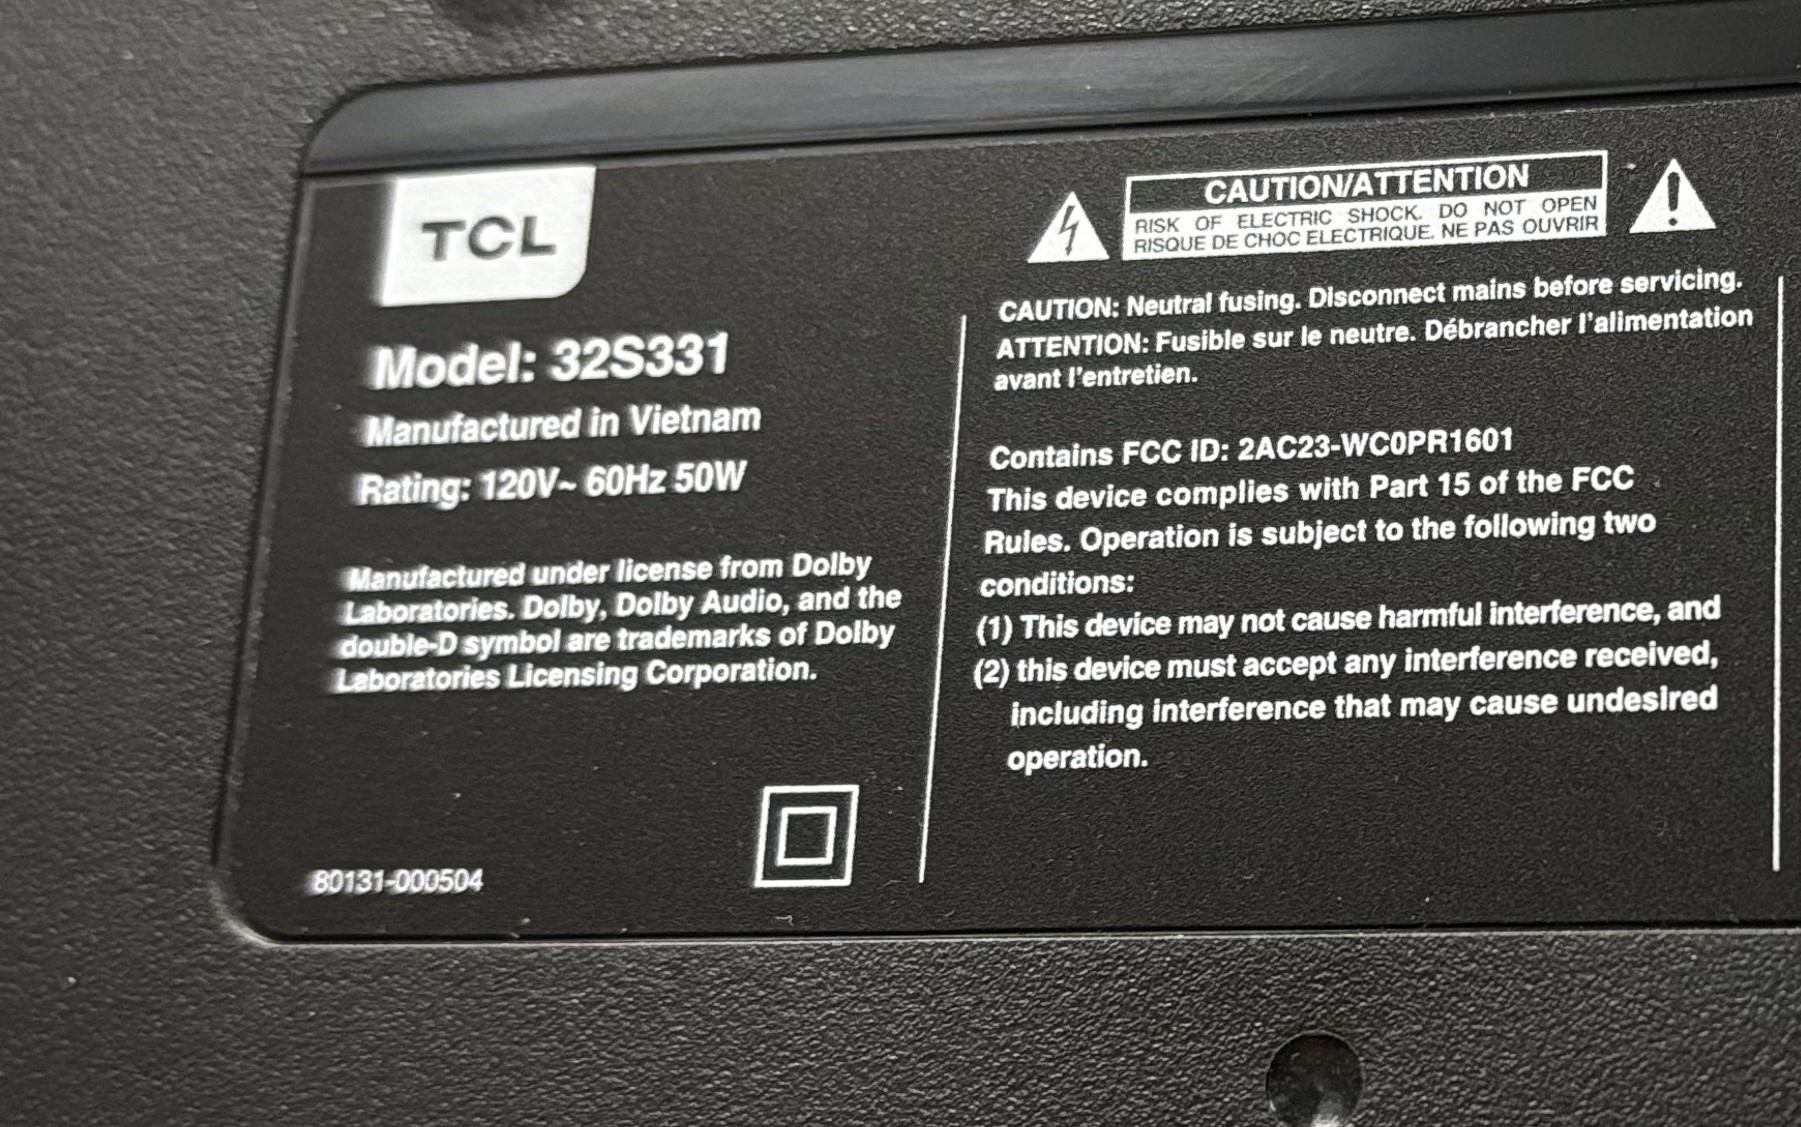 TCL
Model: 32S331
Manufactured in Vietnam
Rating: 120V~ 60Hz 50W
Manufactured under license from Dolby
Laboratories. Dolby, Dolby Audio, and the
double-D symbol are trademarks of Dolby
Laboratories Licensing Corporation.
80131-000504
CAUTION/ATTENTION
RISK OF ELECTRIC SHOCK. DO NOT OPEN
RISQUE DE CHOC ELECTRIQUE. NE PAS OUVRIR
CAUTION: Neutral fusing. Disconnect mains before servicing.
ATTENTION: Fusible sur le neutre. Débrancher l'alimentation
avant l'entretien.
Contains FCC ID: 2AC23-WC0PR1601
This device complies with Part 15 of the FCC
Rules. Operation is subject to the following two
conditions:
(1) This device may not cause harmful interference, and
(2) this device must accept any interference received,
including interference that may cause undesired
operation.